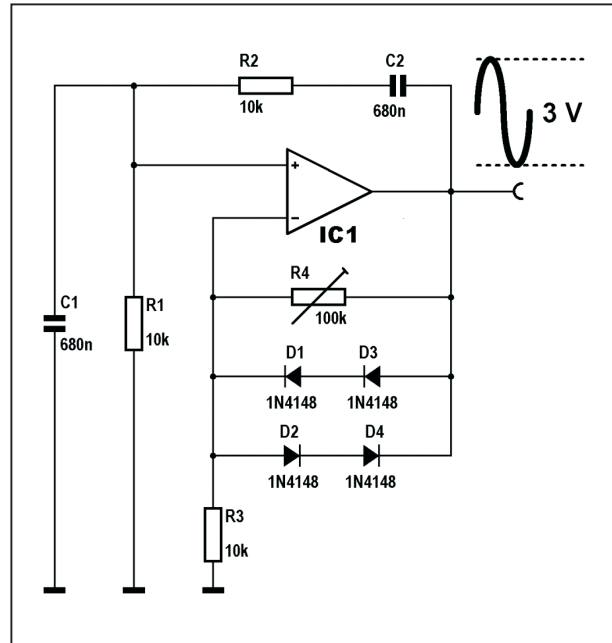 R2
10k
C2
680n
3 V
+
−
IC1
R4
100k
C1
680n
R1
10k
D1
D3
1N4148
1N4148
D2
D4
1N4148
1N4148
R3
10k